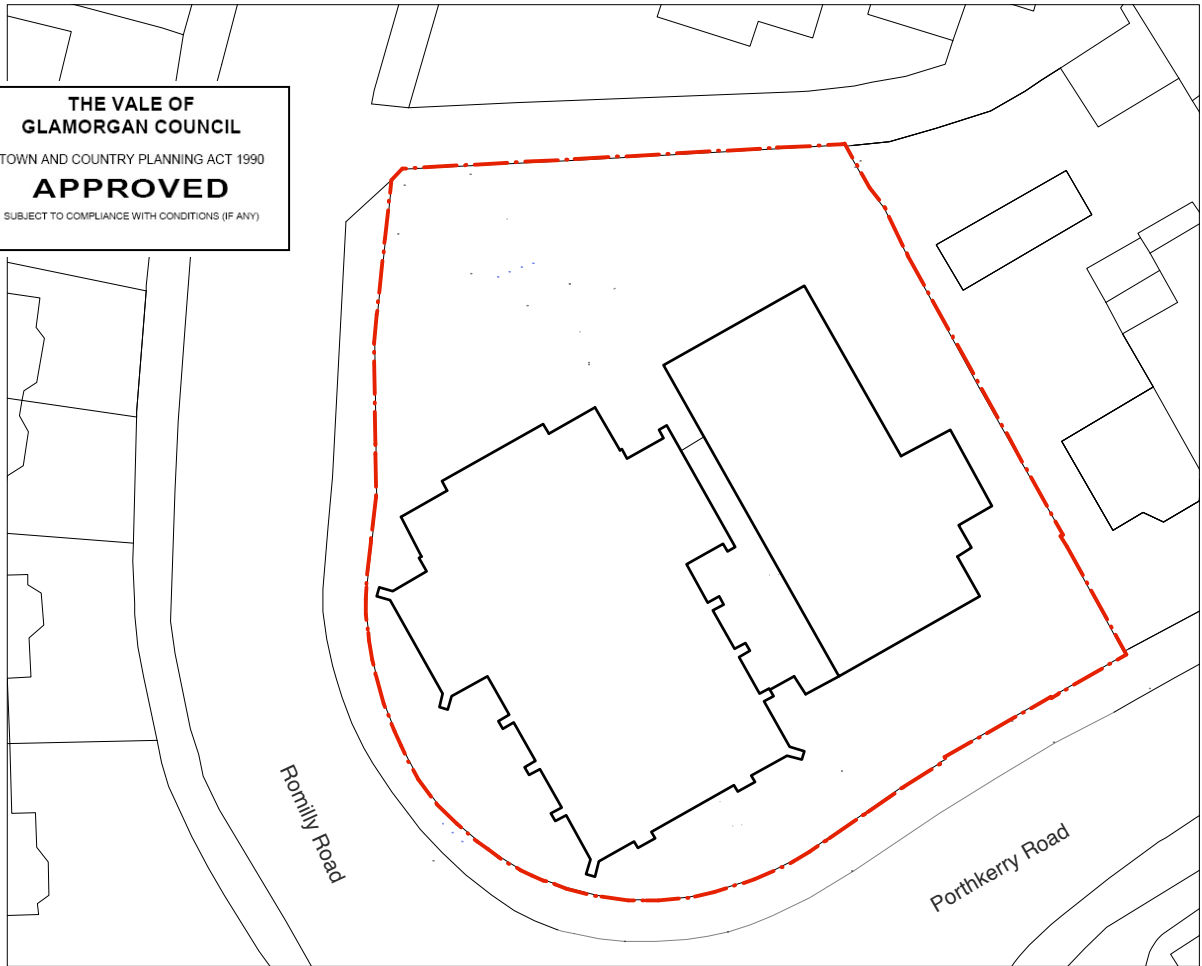 THE VALE OF
GLAMORGAN COUNCIL
TOWN AND COUNTRY PLANNING ACT 1990
APPROVED
SUBJECT TO COMPLIANCE WITH CONDITIONS (IF ANY)
Romilly Road
Porthkerry Road